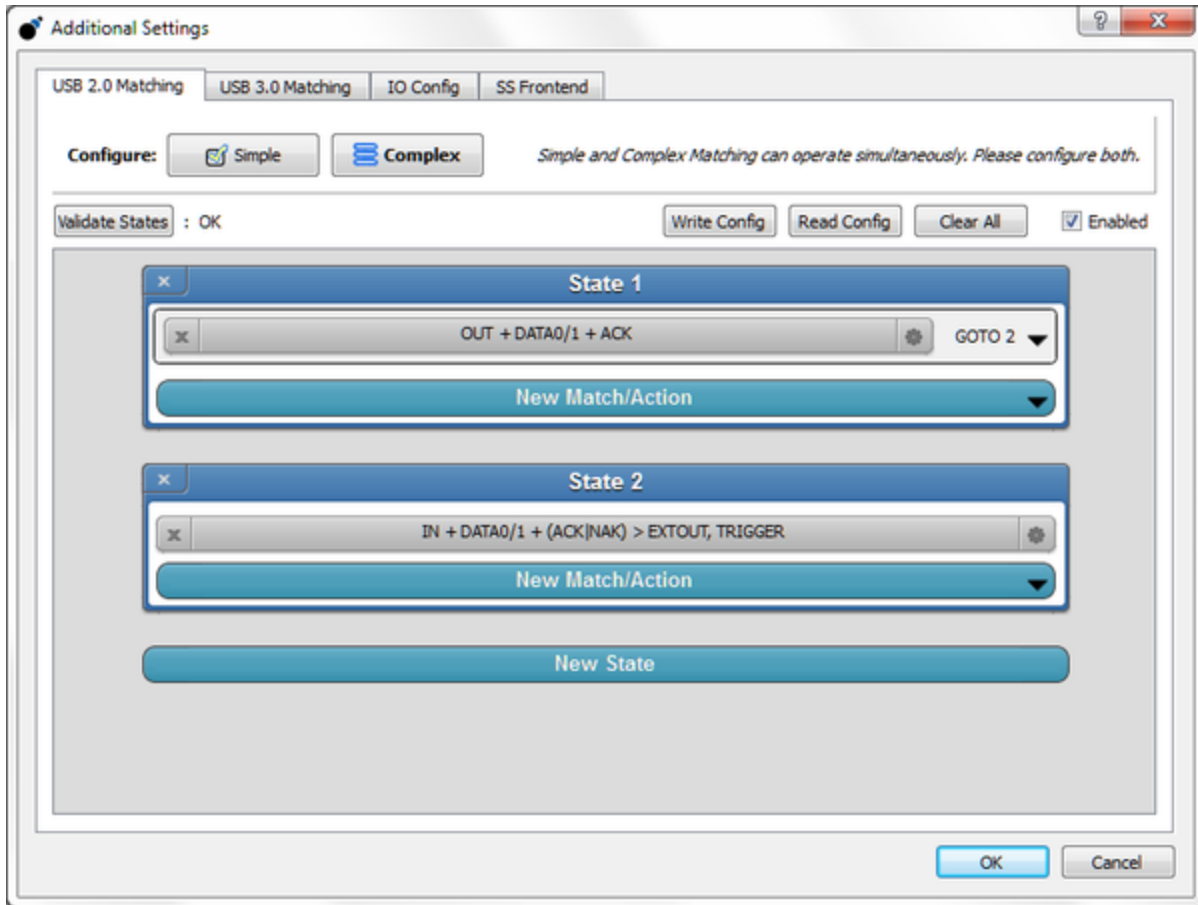 Additional Settings
USB 2.0 Matching USB 3.0 Matching IO Config SS Frontend
Configure: Simple Complex Simple and Complex Matching can operate simultaneously. Please configure both.
Validate States : OK Write Config Read Config Clear All Enabled
State 1
OUT + DATA0/1 + ACK GOTO 2
New Match/Action
State 2
IN + DATA0/1 + (ACK|NAK) > EXTOUT, TRIGGER
New Match/Action
New State
OK Cancel